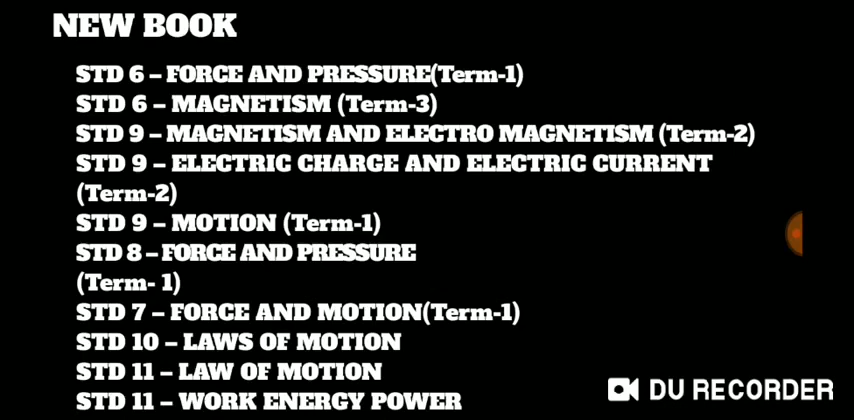 NEW BOOK
STD 6 – FORCE AND PRESSURE(Term-1)
STD 6 – MAGNETISM (Term-3)
STD 9 – MAGNETISM AND ELECTRO MAGNETISM (Term-2)
STD 9 – ELECTRIC CHARGE AND ELECTRIC CURRENT
(Term-2)
STD 9 – MOTION (Term-1)
STD 8 – FORCE AND PRESSURE
(Term- 1)
STD 7 – FORCE AND MOTION(Term-1)
STD 10 – LAWS OF MOTION
STD 11 – LAW OF MOTION
STD 11 – WORK ENERGY POWER
DU RECORDER